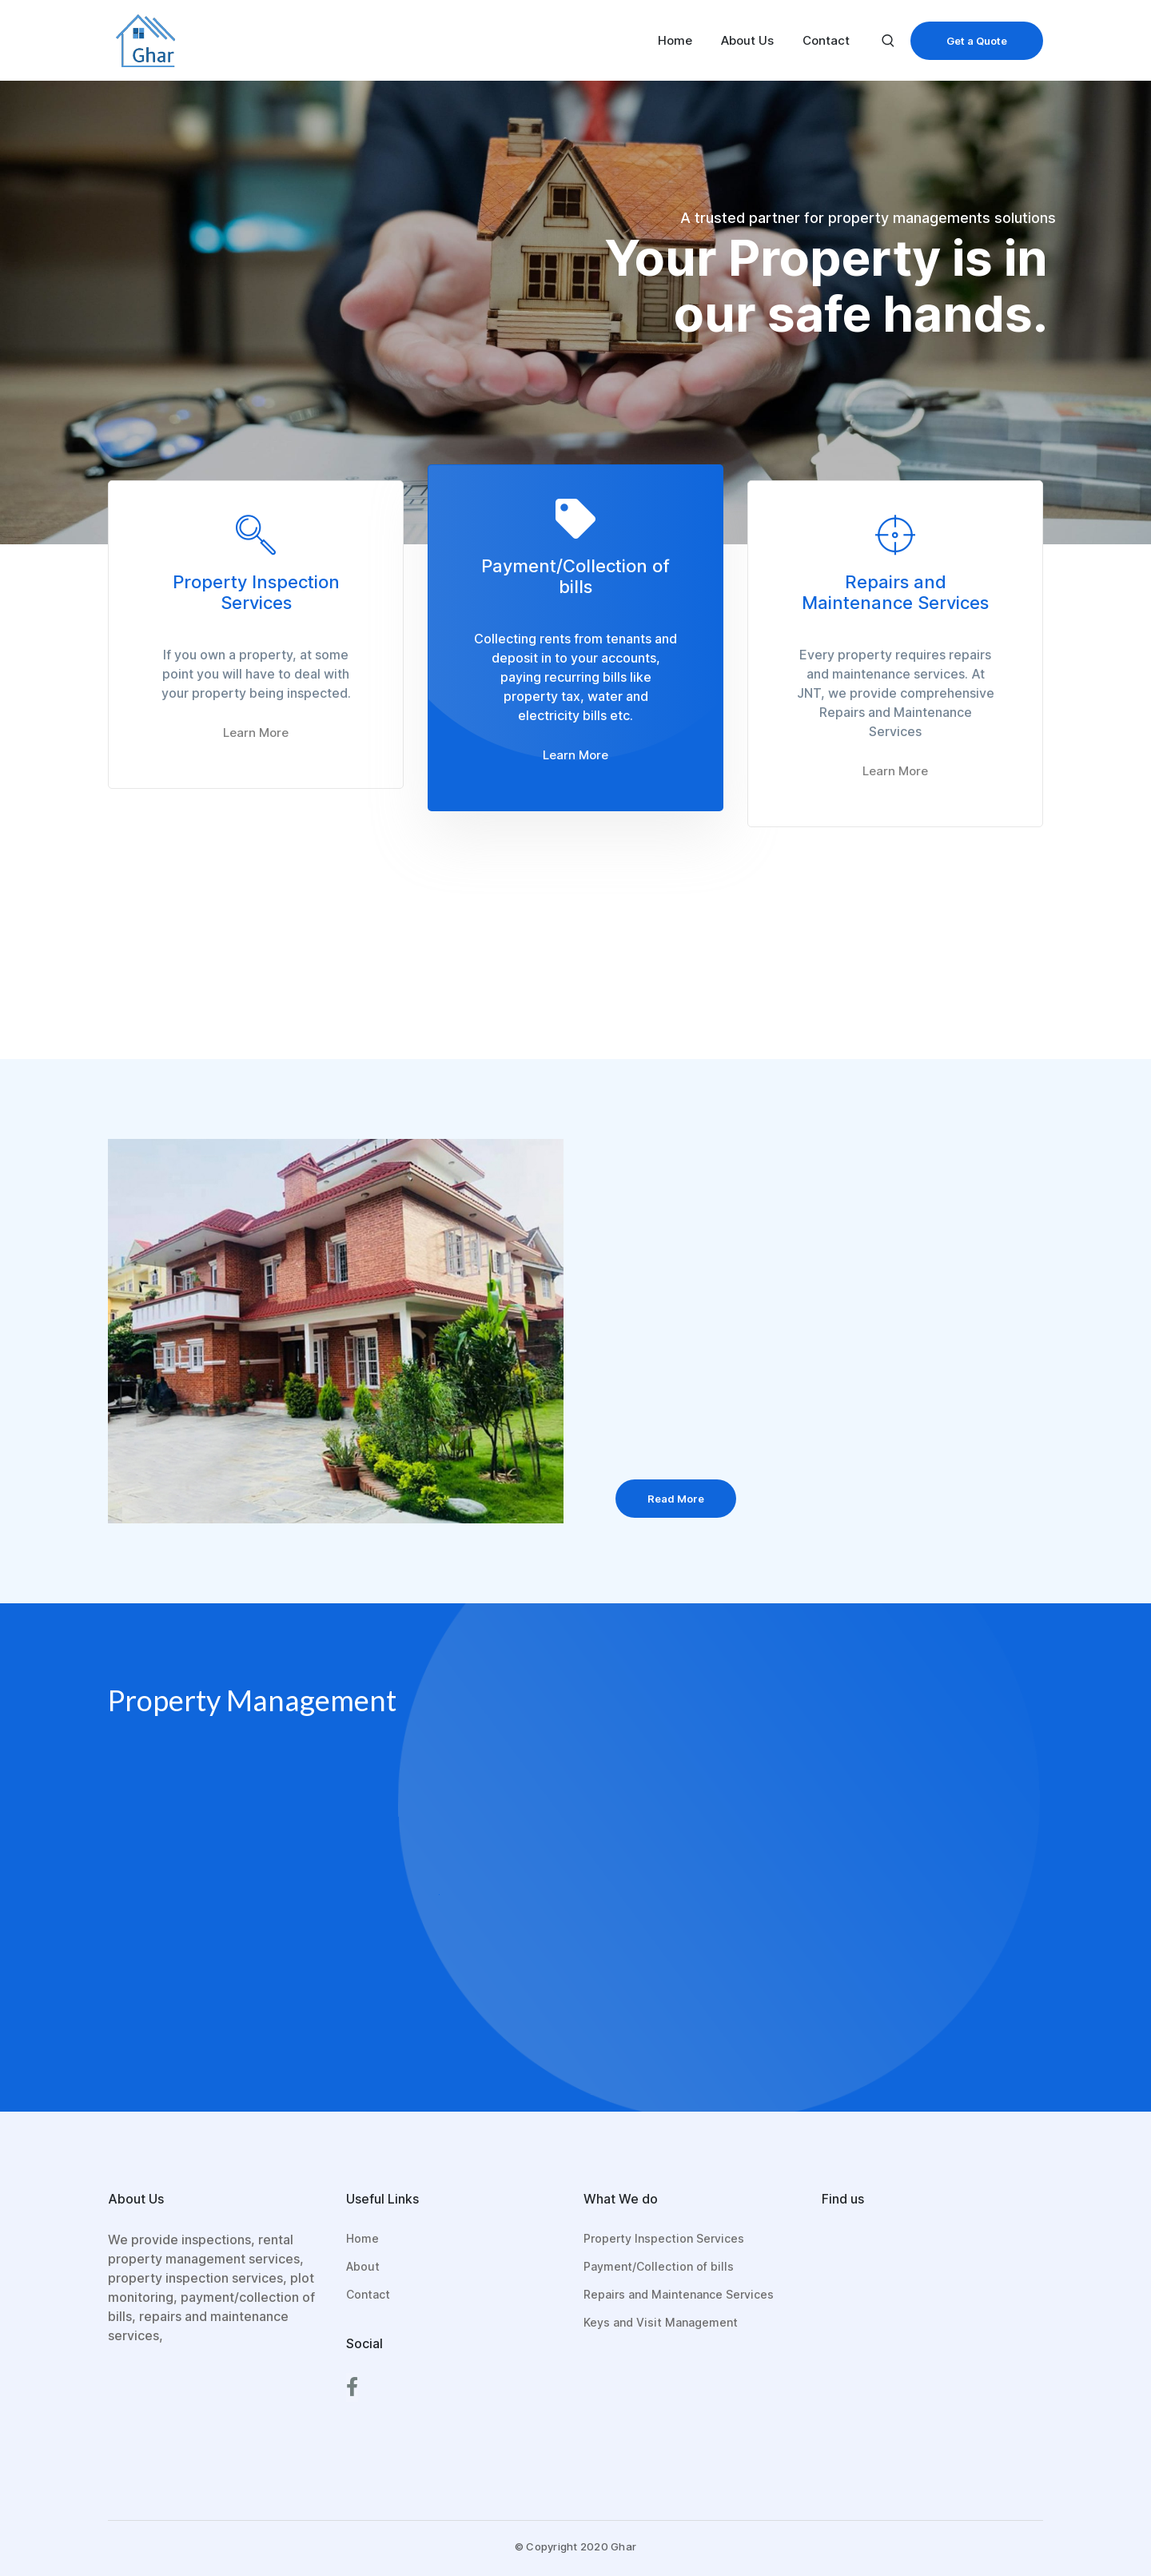 Ghar
Home
About Us
Contact
Get a Quote
A trusted partner for property managements solutions
Your Property is in
our safe hands.
Property Inspection
Services
If you own a property, at some
point you will have to deal with
your property being inspected.
Learn More
Payment/Collection of
bills
Collecting rents from tenants and
deposit in to your accounts,
paying recurring bills like
property tax, water and
electricity bills etc.
Learn More
Repairs and
Maintenance Services
Every property requires repairs
and maintenance services. At
JNT, we provide comprehensive
Repairs and Maintenance
Services
Learn More
Read More
Property Management
About Us
We provide inspections, rental
property management services,
property inspection services, plot
monitoring, payment/collection of
bills, repairs and maintenance
services,
Useful Links
Home
About
Contact
Social
What We do
Property Inspection Services
Payment/Collection of bills
Repairs and Maintenance Services
Keys and Visit Management
Find us
© Copyright 2020 Ghar